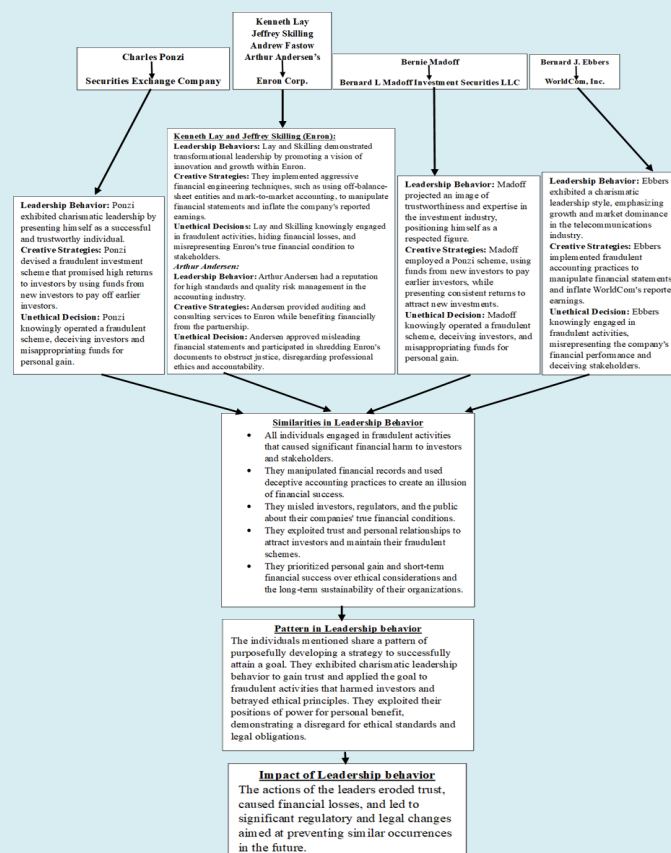 Charles Ponzi
Securities Exchange Company
Kenneth Lay
Jeffrey Skilling
Andrew Fastow
Arthur Andersen's
Enron Corp.
Bernie Madoff
Bernard L Madoff Investment Securities LLC
Bernard J. Ebbers
WorldCom, Inc.
Leadership Behavior: Ponzi
exhibited charismatic leadership by
presenting himself as a successful
and trustworthy individual.
Creative Strategies: Ponzi
devised a fraudulent investment
scheme that promised high returns
to investors by using funds from
new investors to pay off earlier
investors.
Unethical Decision: Ponzi
knowingly operated a fraudulent
scheme, deceiving investors and
misappropriating funds for
personal gain.
Kenneth Lay and Jeffrey Skilling (Enron):
Leadership Behaviors: Lay and Skilling demonstrated
transformational leadership by promoting a vision of
innovation and growth within Enron.
Creative Strategies: They implemented aggressive
financial engineering techniques, such as using off-balance-
sheet entities and mark-to-market accounting, to manipulate
financial statements and inflate the company's reported
earnings.
Unethical Decisions: Lay and Skilling knowingly engaged
in fraudulent activities, hiding financial losses, and
misrepresenting Enron's true financial condition to
stakeholders.
Arthur Andersen:
Leadership Behavior: Arthur Andersen had a reputation
for high standards and quality risk management in the
accounting industry.
Creative Strategies: Andersen provided auditing and
consulting services to Enron while benefiting financially
from the partnership.
Unethical Decision: Andersen approved misleading
financial statements and participated in shredding Enron's
documents to obstruct justice, disregarding professional
ethics and accountability.
Leadership Behavior: Madoff
projected an image of
trustworthiness and expertise in
the investment industry,
positioning himself as a
respected figure.
Creative Strategies: Madoff
employed a Ponzi scheme, using
funds from new investors to pay
earlier investors, while
presenting consistent returns to
attract new investments.
Unethical Decision: Madoff
knowingly operated a fraudulent
scheme, deceiving investors, and
misappropriating funds for
personal gain.
Leadership Behavior: Ebbers
exhibited a charismatic
leadership style, emphasizing
growth and market dominance
in the telecommunications
industry.
Creative Strategies: Ebbers
implemented fraudulent
accounting practices to
manipulate financial statements
and inflate WorldCom's reporte
earnings.
Unethical Decision: Ebbers
knowingly engaged in
fraudulent activities,
misrepresenting the company's
financial performance and
deceiving stakeholders.
Similarities in Leadership Behavior
• All individuals engaged in fraudulent activities
that caused significant financial harm to investors
and stakeholders.
• They manipulated financial records and used
deceptive accounting practices to create an illusion
of financial success.
• They misled investors, regulators, and the public
about their companies' true financial conditions.
• They exploited trust and personal relationships to
attract investors and maintain their fraudulent
schemes.
• They prioritized personal gain and short-term
financial success over ethical considerations and
the long-term sustainability of their organizations.
Pattern in Leadership behavior
The individuals mentioned share a pattern of
purposefully developing a strategy to successfully
attain a goal. They exhibited charismatic leadership
behavior to gain trust and applied the goal to
fraudulent activities that harmed investors and
betrayed ethical principles. They exploited their
positions of power for personal benefit,
demonstrating a disregard for ethical standards and
legal obligations.
Impact of Leadership behavior
The actions of the leaders eroded trust,
caused financial losses, and led to
significant regulatory and legal changes
aimed at preventing similar occurrences
in the future.